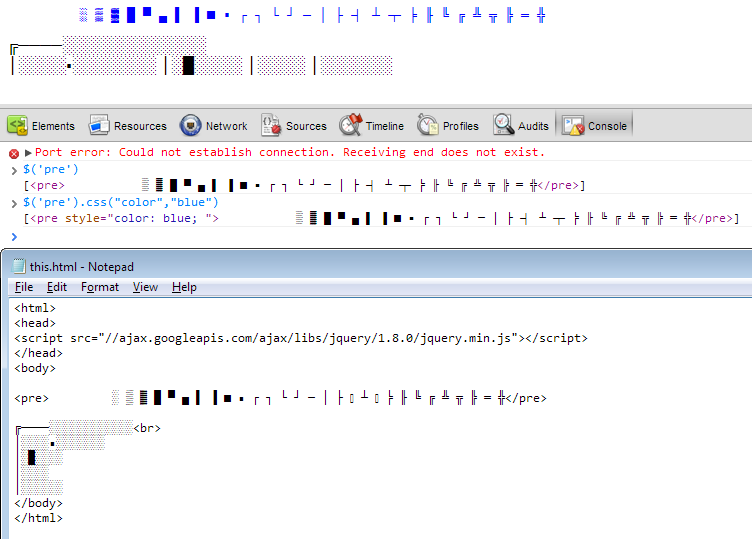 ░ ▒ ▓ █ ▀ ▄ ▌ ▐ ■ ▪ ┌ ┐ └ ┘ ─ │ ├ ┤ ┴ ┬ ╞ ╟ ╚ ╔ ╩ ╦ ╠ ═ ╬
╔────░░░░░░░░░░░░░░░░░
│░░░░░▪░░░░░░░░░░ │░█░░░░░ │░░░░░░ │░░░░░░░░
Elements Resources Network Sources Timeline Profiles Audits Console
Port error: Could not establish connection. Receiving end does not exist.
> $('pre')
[<pre> ░ ▒ ▓ █ ▀ ▄ ▌ ▐ ■ ▪ ┌ ┐ └ ┘ ─ │ ├ ┤ ┴ ┬ ╞ ╟ ╚ ╔ ╩ ╦ ╠ ═ ╬</pre>]
> $('pre').css("color","blue")
[<pre style="color: blue; "> ░ ▒ ▓ █ ▀ ▄ ▌ ▐ ■ ▪ ┌ ┐ └ ┘ ─ │ ├ ┤ ┴ ┬ ╞ ╟ ╚ ╔ ╩ ╦ ╠ ═ ╬</pre>]
>
this.html - Notepad
File Edit Format View Help
<html>
<head>
<script src="//ajax.googleapis.com/ajax/libs/jquery/1.8.0/jquery.min.js"></script>
</head>
<body>
<pre> ░ ▒ ▓ █ ▀ ▄ ▌ ▐ ■ ▪ ┌ ┐ └ ┘ ─ │ ├ ▯ ┴ ▯ ╞ ╟ ╚ ╔ ╩ ╦ ╠ ═ ╬</pre>
╔────░░░░░░░░░░░░<br>
│░░░░▪░░░░░░░
│░█░░░░
│░░░░
│░░░░░░
</body>
</html>